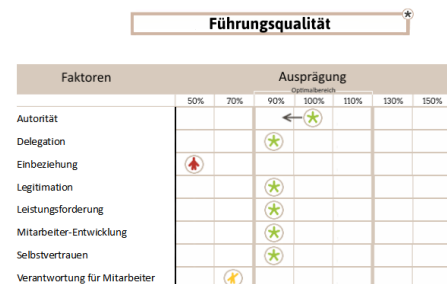 Führungsqualität
Faktoren
Ausprägung
Optimalbereich
50% 70% 90% 100% 110% 130% 150%
Autorität
Delegation
Einbeziehung
Legitimation
Leistungsforderung
Mitarbeiter-Entwicklung
Selbstvertrauen
Verantwortung für Mitarbeiter